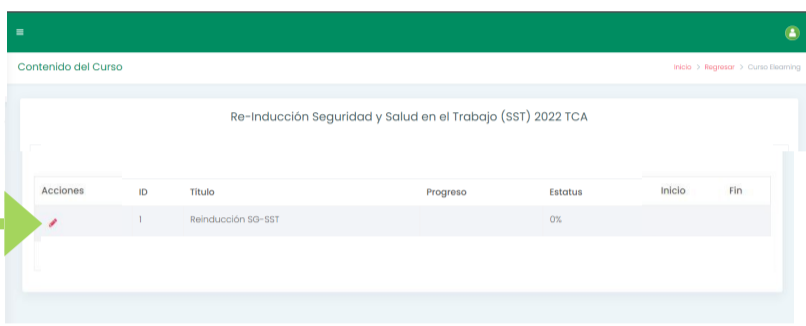 Contenido del Curso
Inicio > Regresar > Curso Elearning
Re-Inducción Seguridad y Salud en el Trabajo (SST) 2022 TCA
Acciones ID Titulo Progreso Estatus Inicio Fin
1 Reinducción SG-SST 0%